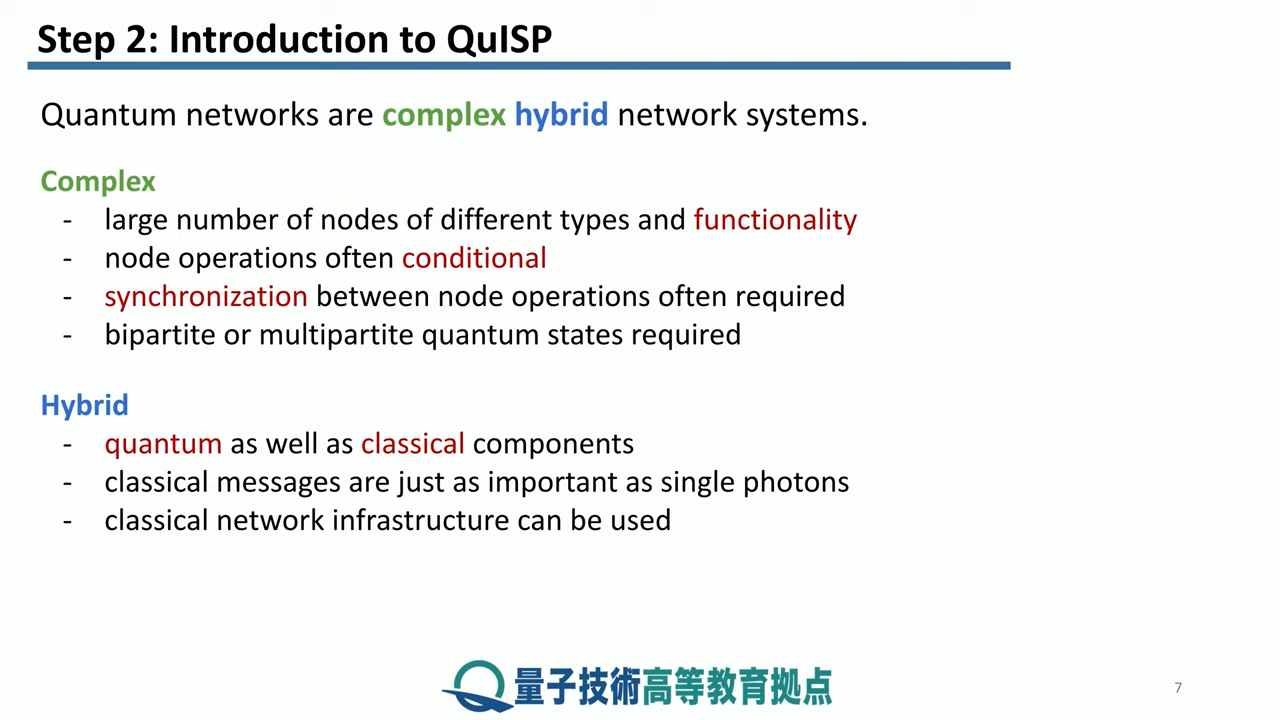 Step 2: Introduction to QuISP
Quantum networks are complex hybrid network systems.
Complex
- large number of nodes of different types and functionality
- node operations often conditional
- synchronization between node operations often required
- bipartite or multipartite quantum states required
Hybrid
- quantum as well as classical components
- classical messages are just as important as single photons
- classical network infrastructure can be used
量子技術高等教育拠点
7